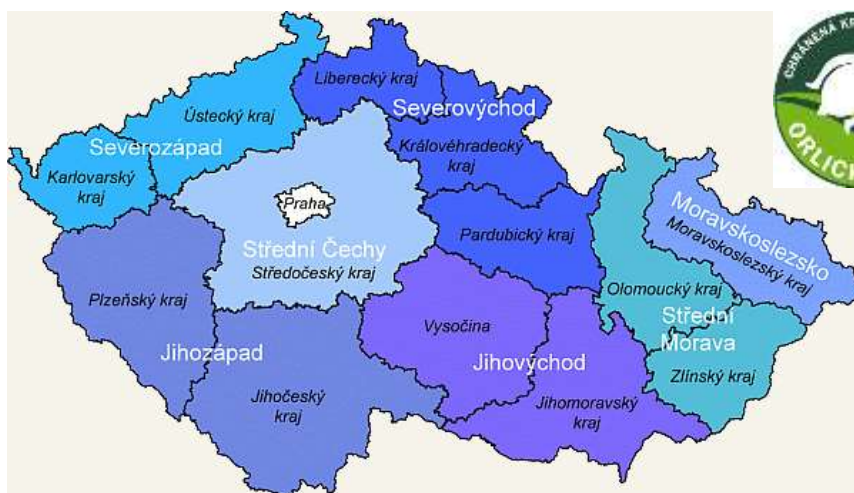 Liberecký kraj
Severovýchod
Ústecký kraj
Severozápad
Královéhradecký
kraj
Karlovarský
kraj
Praha
Střední Čechy
Středočeský kraj
Pardubický kraj
Moravskoslezsko
Moravskoslezský kraj
Olomoucký kraj
Střední
Morava
Plzeňský kraj
Vysočina
Jihozápad
Jihovýchod
Zlínský kraj
Jihočeský
kraj
Jihomoravský
kraj
CHRÁNĚNÁ